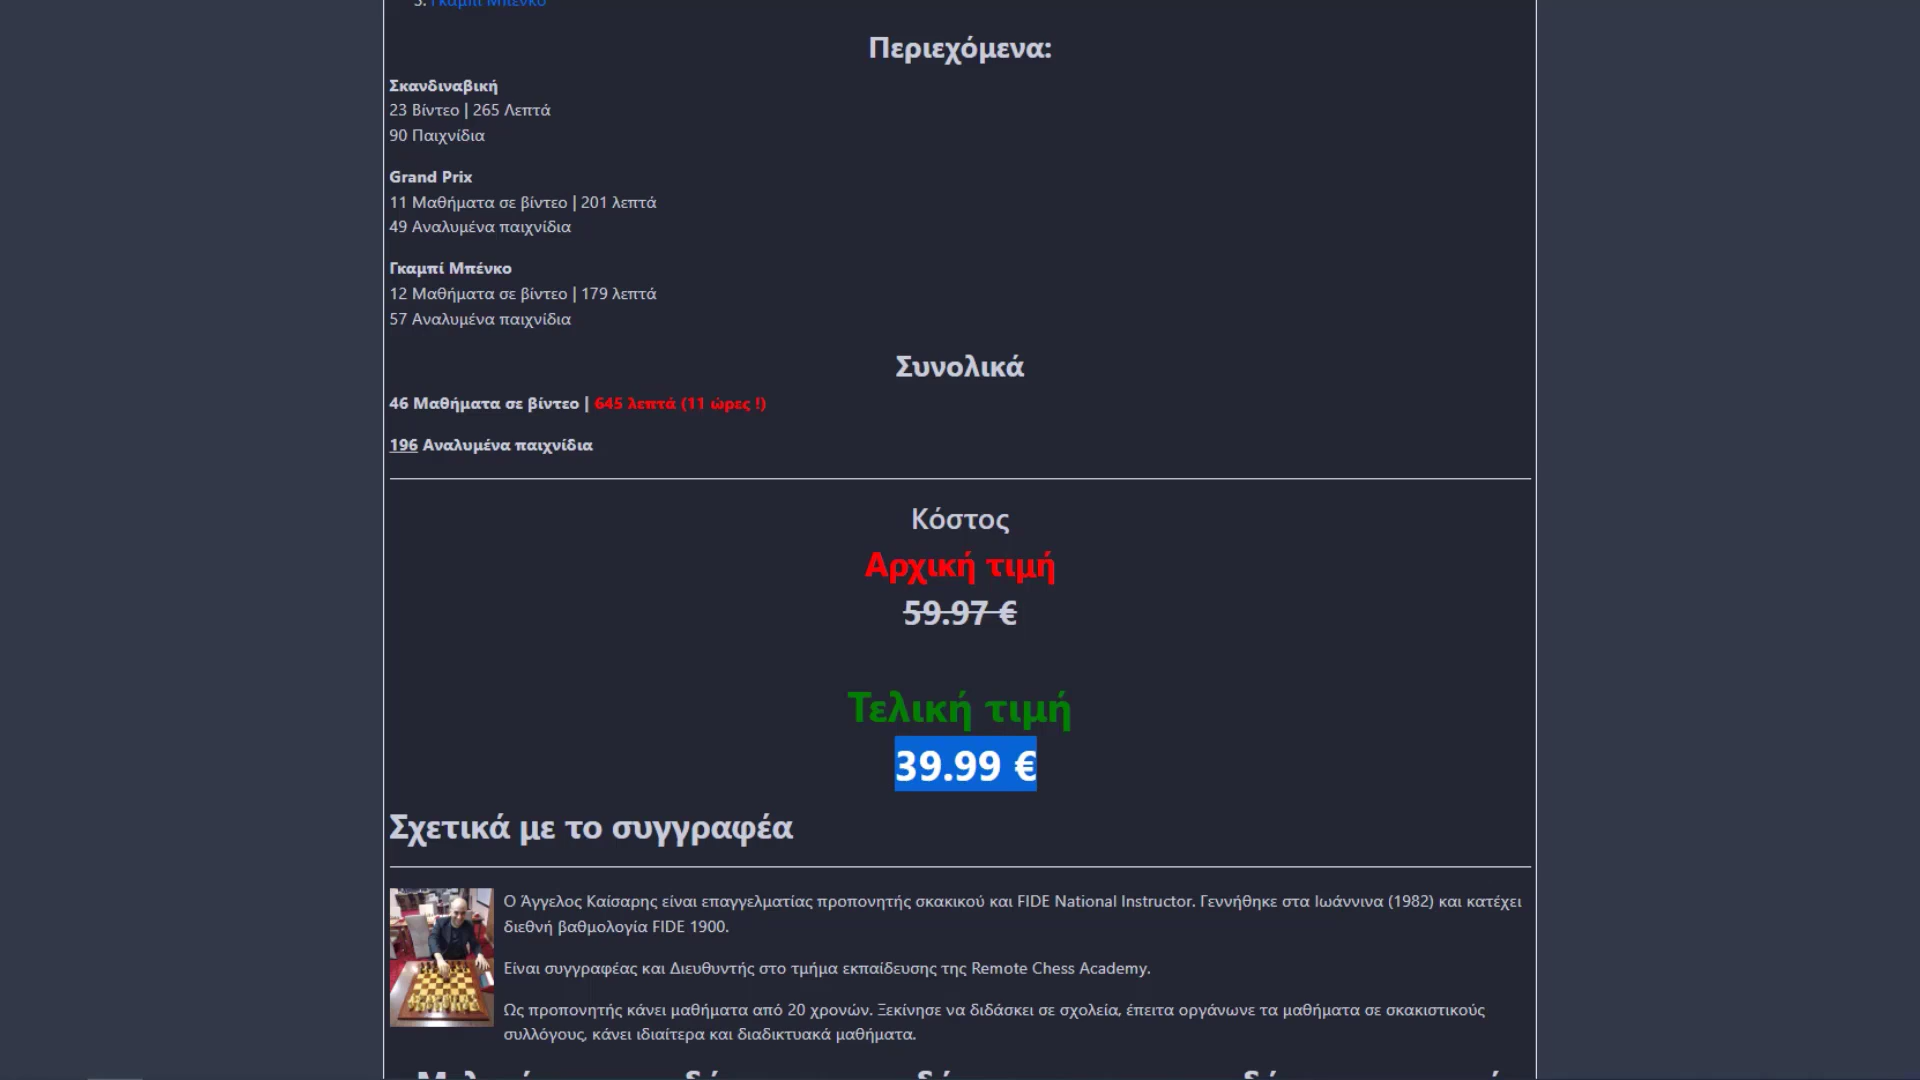 3. Γκαμπί Μπένκο
Περιεχόμενα:
Σκανδιναβική
23 Βίντεο | 265 Λεπτά
90 Παιχνίδια
Grand Prix
11 Μαθήματα σε βίντεο | 201 λεπτά
49 Αναλυμένα παιχνίδια
Γκαμπί Μπένκο
12 Μαθήματα σε βίντεο | 179 λεπτά
57 Αναλυμένα παιχνίδια
Συνολικά
46 Μαθήματα σε βίντεο | 645 λεπτά (11 ώρες !)
196 Αναλυμένα παιχνίδια
Κόστος
Αρχική τιμή
59.97 €
Τελική τιμή
39.99 €
Σχετικά με το συγγραφέα
Ο Άγγελος Καίσαρης είναι επαγγελματίας προπονητής σκακικού και FIDE National Instructor. Γεννήθηκε στα Ιωάννινα (1982) και κατέχει
διεθνή βαθμολογία FIDE 1900.
Είναι συγγραφέας και Διευθυντής στο τμήμα εκπαίδευσης της Remote Chess Academy.
Ως προπονητής κάνει μαθήματα από 20 χρονών. Ξεκίνησε να διδάσκει σε σχολεία, έπειτα οργάνωνε τα μαθήματα σε σκακιστικούς
συλλόγους, κάνει ιδιαίτερα και διαδικτυακά μαθήματα.